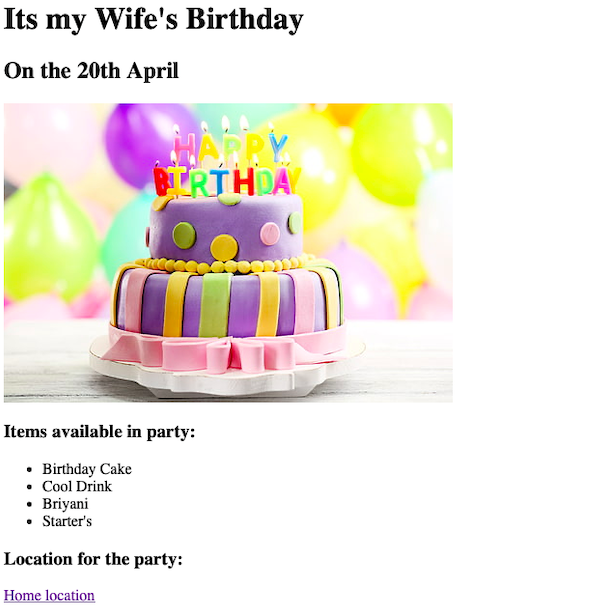 Its my Wife's Birthday
On the 20th April
HAPPY
BIRTHDAY
Items available in party:
Birthday Cake
Cool Drink
Briyani
Starter's
Location for the party:
Home location